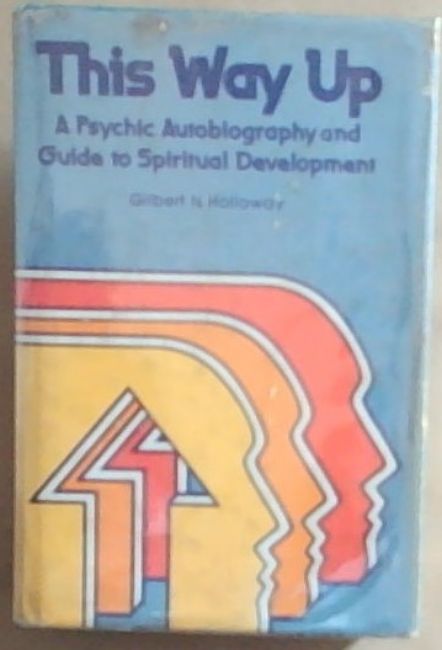 This Way Up
A Psychic Autobiography and
Guide to Spiritual Development
Gilbert N. Holloway